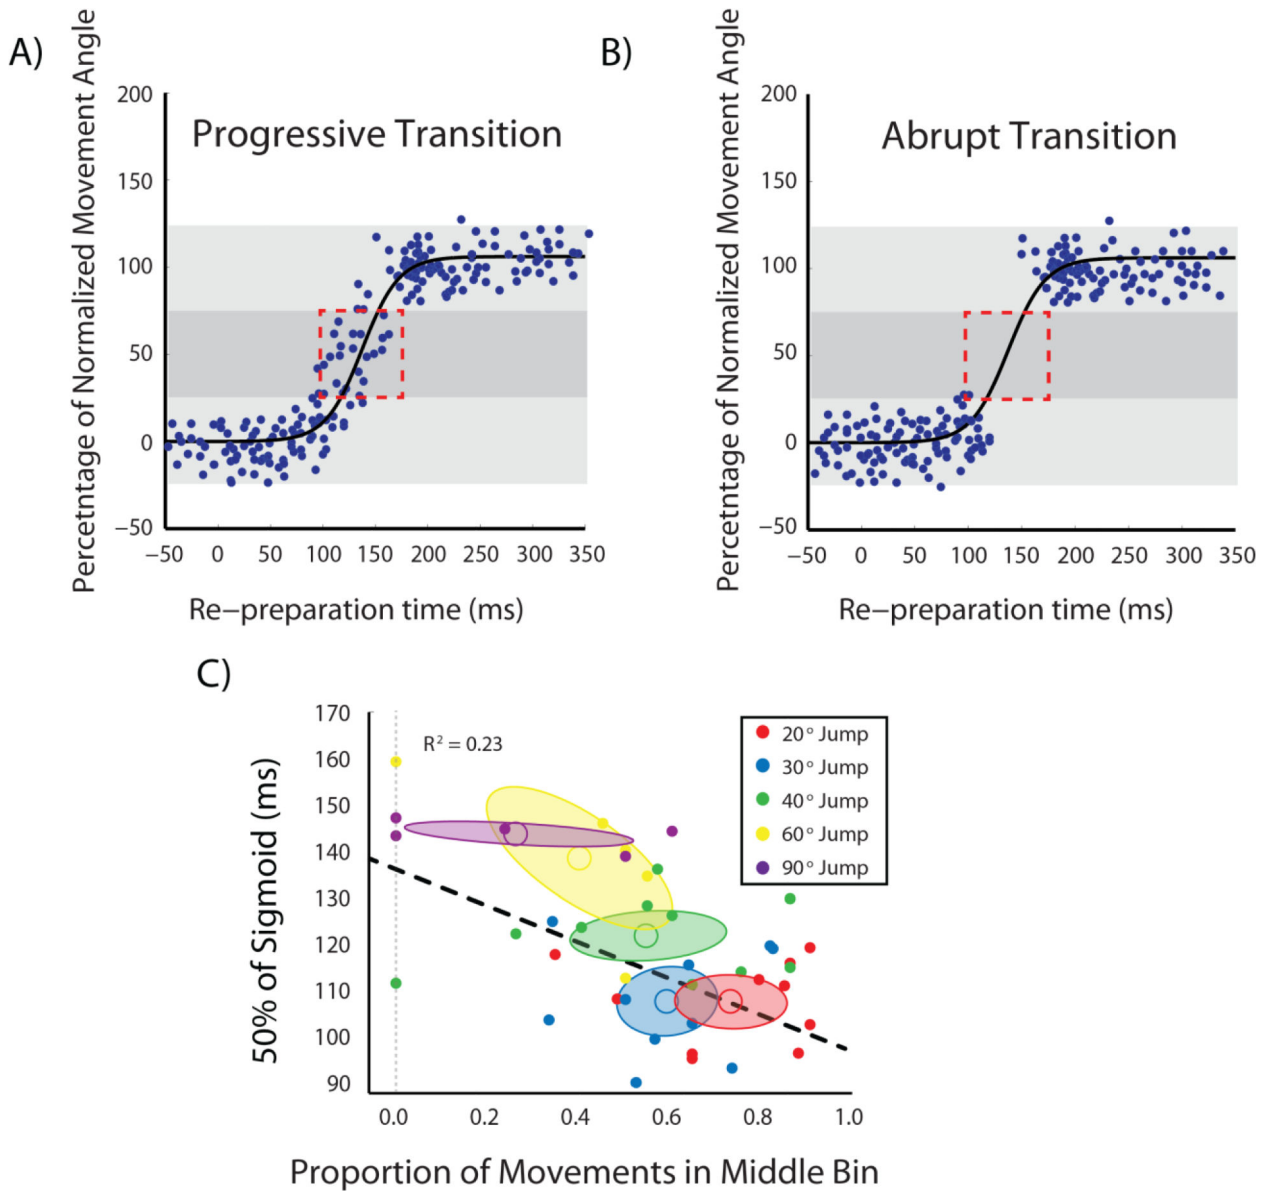 A)
Percetntage of Normalized Movement Angle
Progressive Transition
200
150
100
50
0
−50
−50 0 50 100 150 200 250 300 350
Re−preparation time (ms)
B)
Percetntage of Normalized Movement Angle
Abrupt Transition
200
150
100
50
0
−50
−50 0 50 100 150 200 250 300 350
Re−preparation time (ms)
C)
50% of Sigmoid (ms)
170
160
150
140
130
120
110
100
90
R² = 0.23
20° Jump
30° Jump
40° Jump
60° Jump
90° Jump
0.0 0.2 0.4 0.6 0.8 1.0
Proportion of Movements in Middle Bin